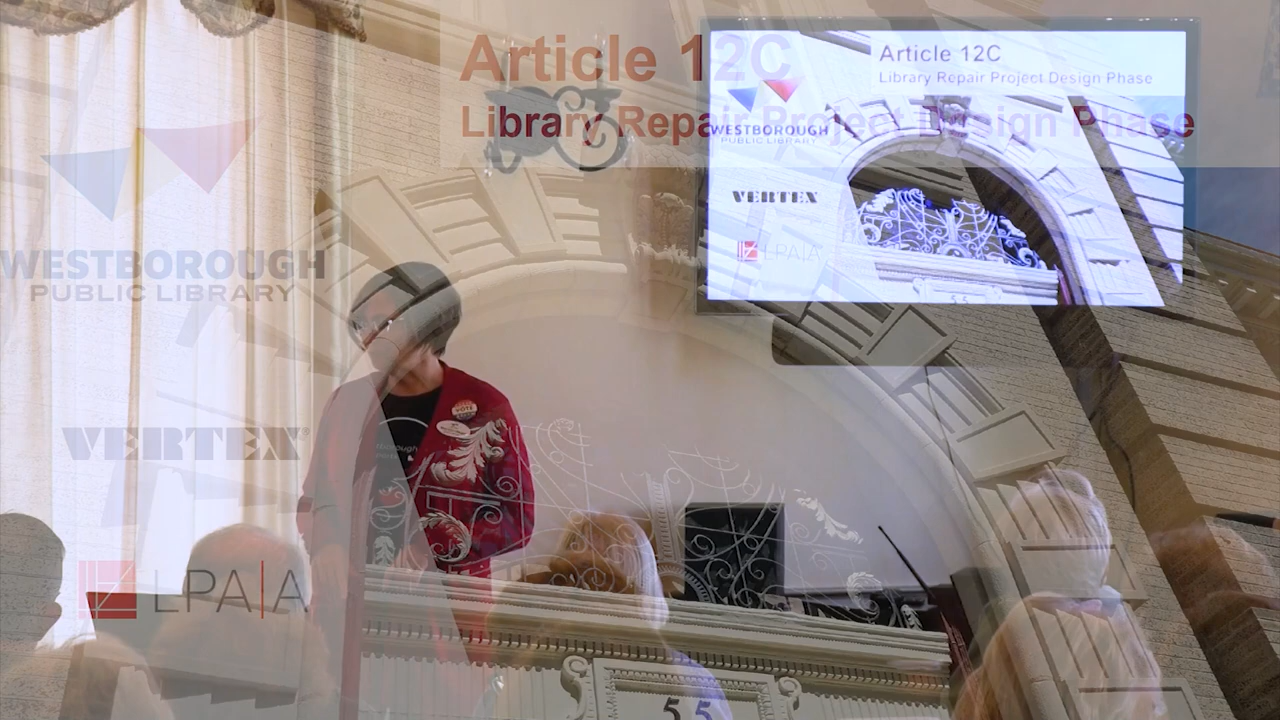 Article 12C
Library Repair Project Design Phase
WESTBOROUGH
PUBLIC LIBRARY
VERTEX
LPA|A
Article 12C
Library Repair Project Design Phase
WESTBOROUGH
PUBLIC LIBRARY
VERTEX
LPA|A
55
VOTE
55